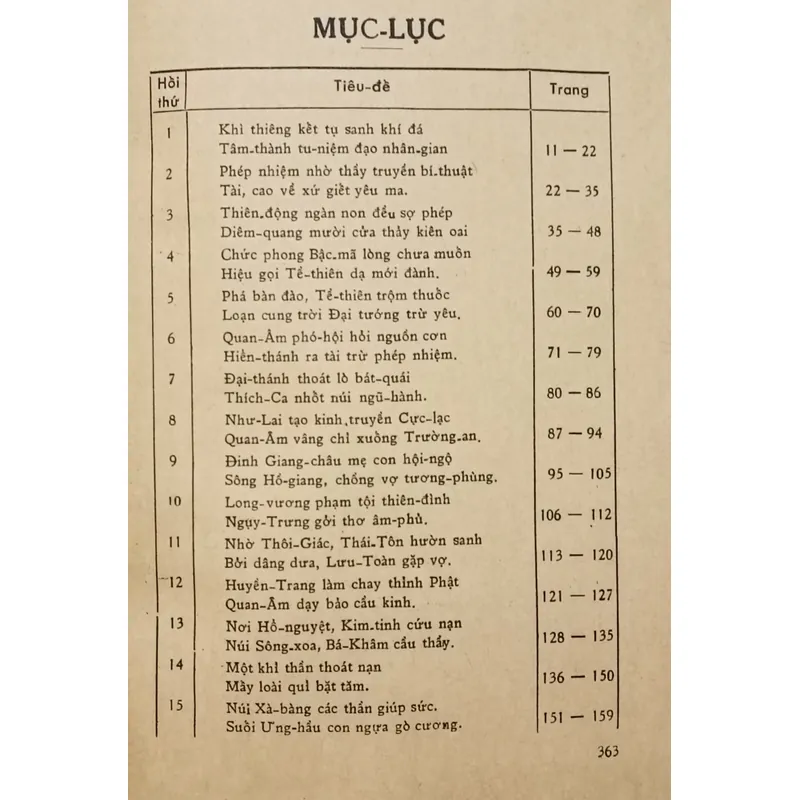 MỤC-LỤC
Hồi thứ Tiêu-đề Trang
1 Khì thiêng kết tụ sanh khí đá
Tâm-thành tu-niệm đạo nhân-gian 11 — 22
2 Phép nhiệm nhờ thầy truyền bí-thuật
Tài, cao về xứ giết yêu ma. 22 — 35
3 Thiên-động ngàn non đều sợ phép
Diêm-quang mười cửa thảy kiên oai 35 — 48
4 Chức phong Bậc-mã lòng chưa muốn
Hiệu gọi Tề-thiên dạ mới đành. 49 — 59
5 Phá bàn đào, Tề-thiên trộm thuốc
Loạn cung trời Đại tướng trừ yêu. 60 — 70
6 Quan-Âm phó-hội hỏi nguồn cơn
Hiển-thánh ra tài trừ phép nhiệm. 71 — 79
7 Đại-thánh thoát lò bát-quái
Thích-Ca nhốt núi ngũ-hành. 80 — 86
8 Như-Lai tạo kinh truyền Cực-lạc
Quan-Âm vâng chỉ xuống Trường-an. 87 — 94
9 Đinh Giang-châu mẹ con hội-ngộ
Sông Hồ-giang, chồng vợ tương-phùng. 95 — 105
10 Long-vương phạm tội thiên-đình
Ngụy-Trưng gởi thơ âm-phủ. 106 — 112
11 Nhờ Thôi-Giác, Thái-Tôn hườn sanh
Bởi dâng dưa, Lưu-Toàn gặp vợ. 113 — 120
12 Huyền-Trang làm chay thỉnh Phật
Quan-Âm dạy bảo cầu kinh. 121 — 127
13 Nơi Hồ-nguyệt, Kim-tinh cứu nạn
Núi Sông-xoa, Bá-Khâm cầu thầy. 128 — 135
14 Một khỉ thần thoát nạn
Mầy loài quỉ bặt tăm. 136 — 150
15 Núi Xà-bàng các thần giúp sức.
Suối Ưng-hầu con ngựa gò cương. 151 — 159
363